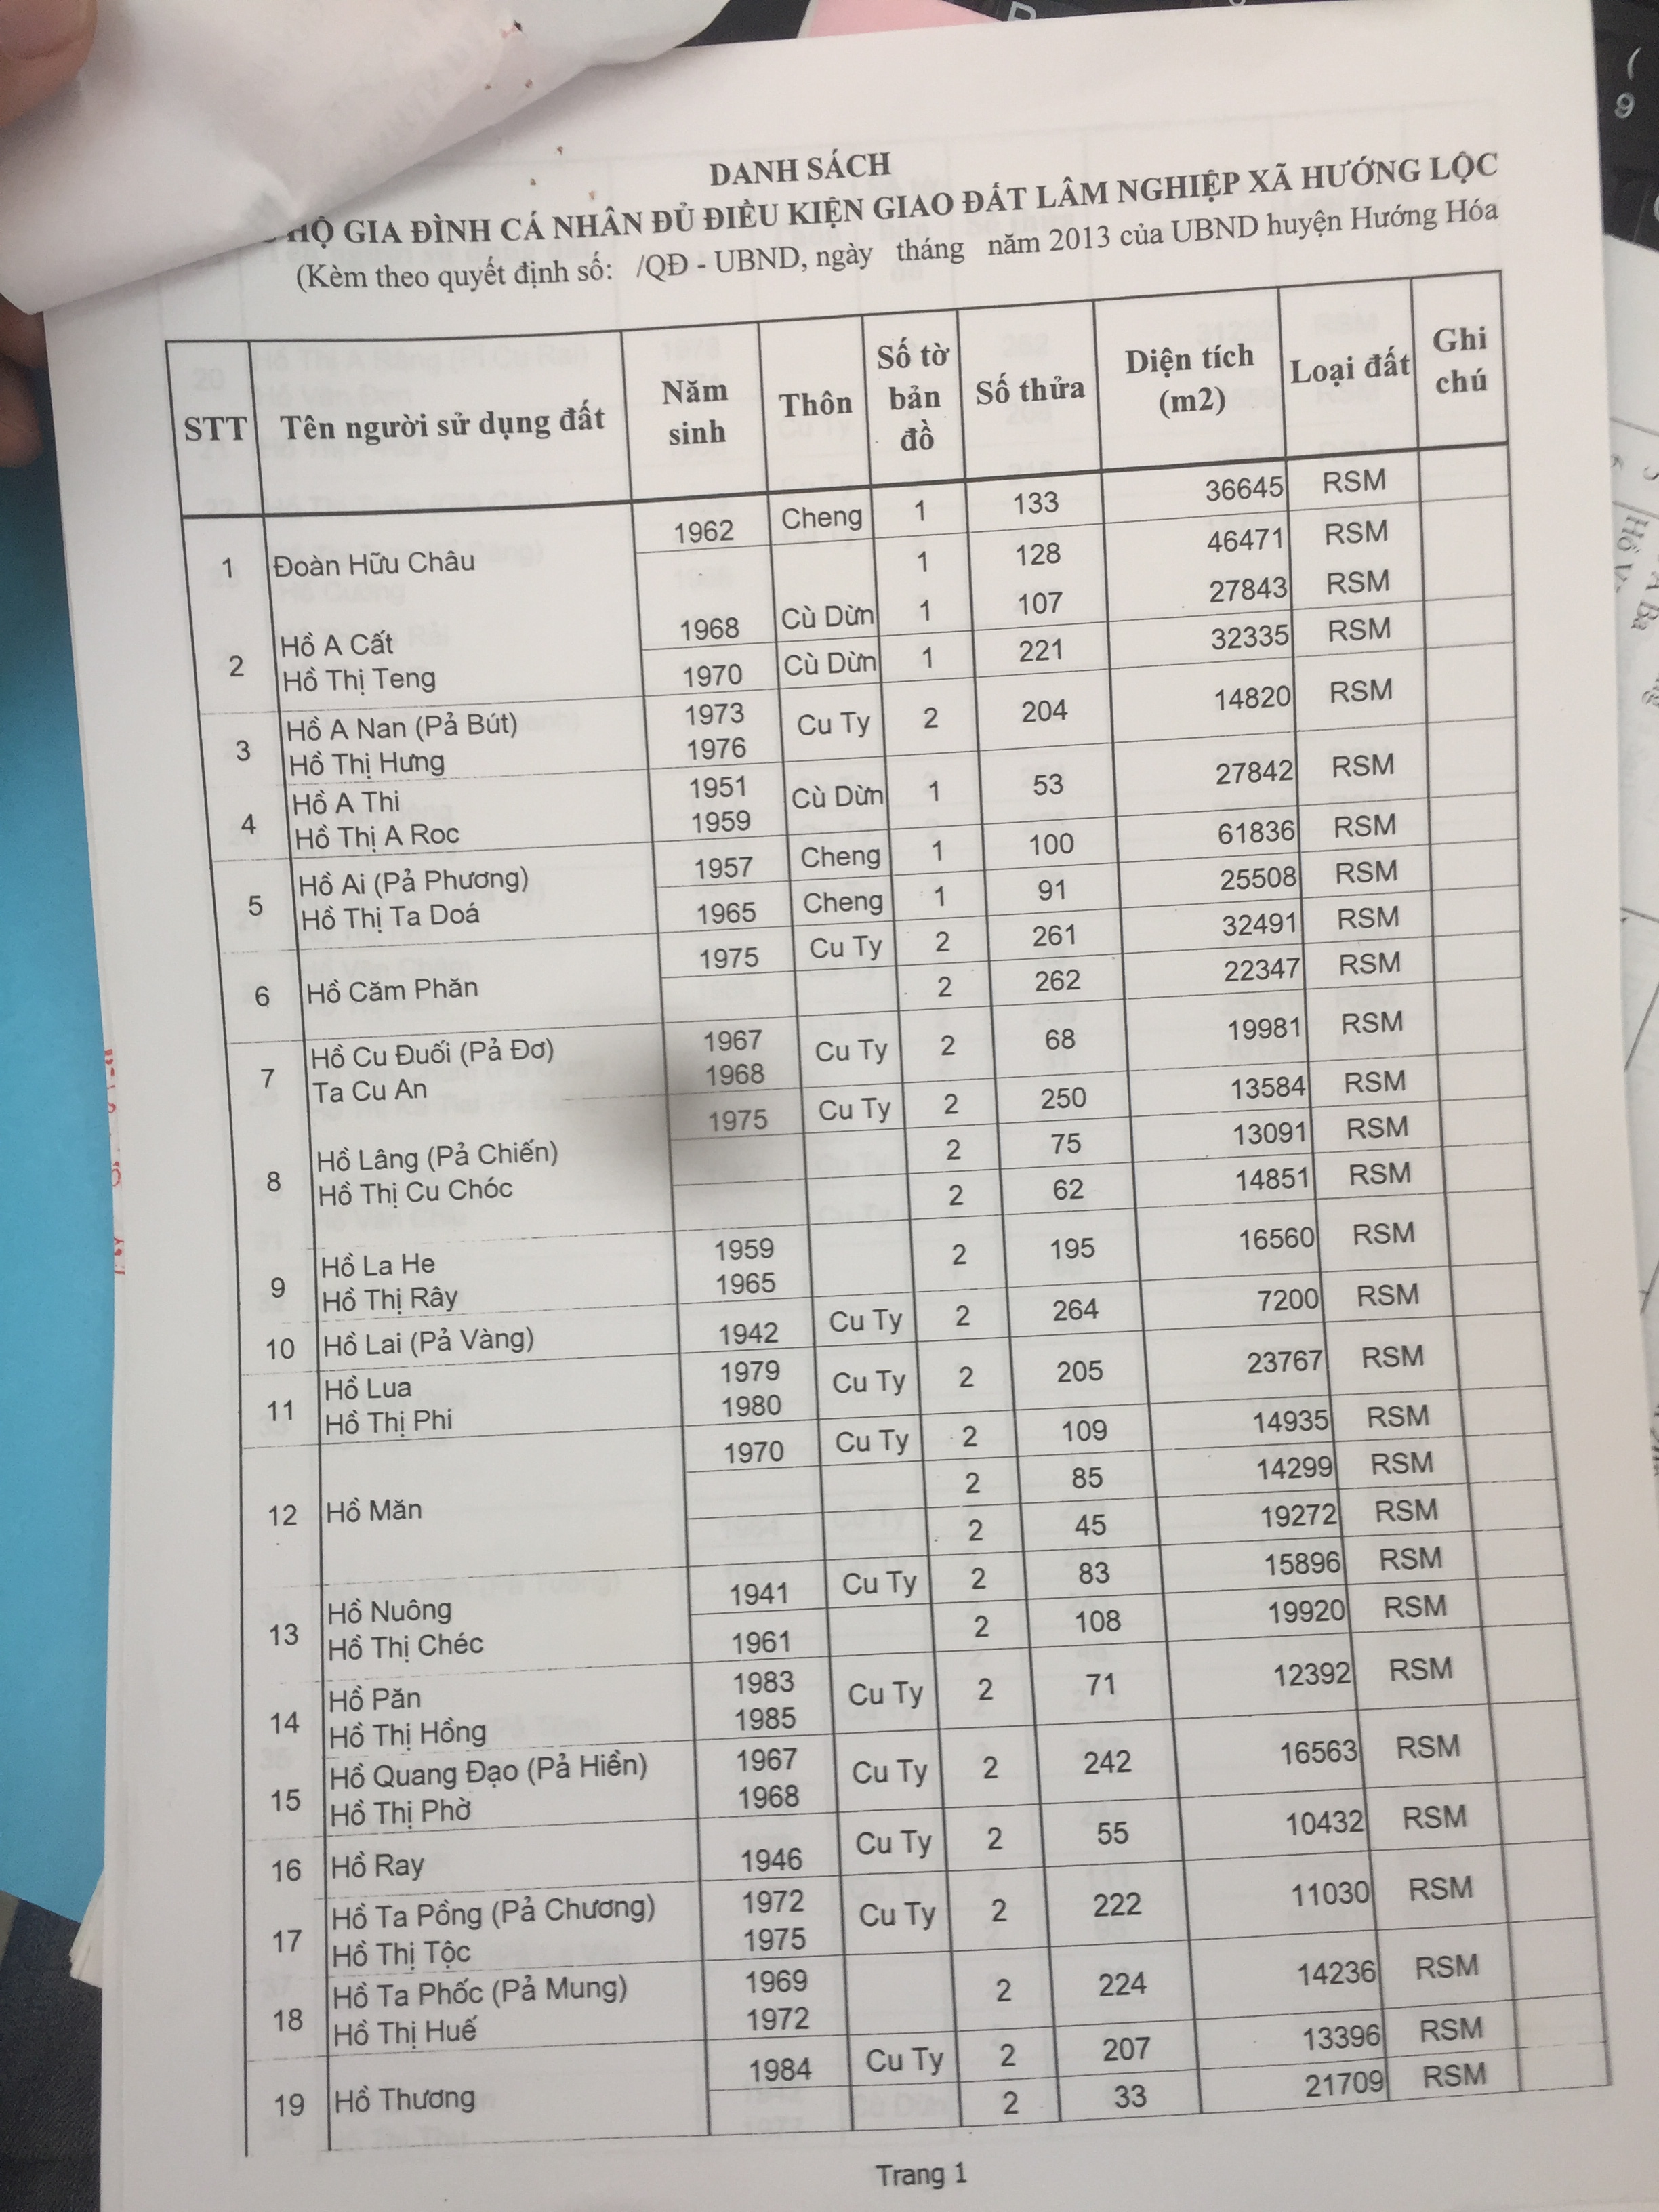 DANH SÁCH
HỘ GIA ĐÌNH CÁ NHÂN ĐỦ ĐIỀU KIỆN GIAO ĐẤT LÂM NGHIỆP XÃ HƯỚNG LỘC
(Kèm theo quyết định số: /QĐ - UBND, ngày tháng năm 2013 của UBND huyện Hướng Hóa
STT Tên người sử dụng đất Năm sinh Thôn Số tờ bản đồ Số thửa Diện tích (m2) Loại đất Ghi chú
1 Đoàn Hữu Châu 1962 Cheng 1 133 36645 RSM
1 128 46471 RSM
2 Hồ A Cất 1968 Cù Dừn 1 107 27843 RSM
Hồ Thị Teng 1970 Cù Dừn 1 221 32335 RSM
3 Hồ A Nan (Pả Bút) 1973 Cu Ty 2 204 14820 RSM
Hồ Thị Hưng 1976
4 Hồ A Thi 1951 Cù Dừn 1 53 27842 RSM
Hồ Thị A Roc 1959
5 Hồ Ai (Pả Phương) 1957 Cheng 1 100 61836 RSM
Hồ Thị Ta Doá 1965 Cheng 1 91 25508 RSM
6 Hồ Căm Phăn 1975 Cu Ty 2 261 32491 RSM
2 262 22347 RSM
7 Hồ Cu Đuối (Pả Đơ) 1967 Cu Ty 2 68 19981 RSM
Ta Cu An 1968
8 Hồ Lâng (Pả Chiến) 1975 Cu Ty 2 250 13584 RSM
Hồ Thị Cu Chóc 2 75 13091 RSM
2 62 14851 RSM
9 Hồ La He 1959 2 195 16560 RSM
Hồ Thị Rây 1965
10 Hồ Lai (Pả Vàng) 1942 Cu Ty 2 264 7200 RSM
11 Hồ Lua 1979 Cu Ty 2 205 23767 RSM
Hồ Thị Phi 1980
12 Hồ Măn 1970 Cu Ty 2 109 14935 RSM
2 85 14299 RSM
2 45 19272 RSM
13 Hồ Nuông 1941 Cu Ty 2 83 15896 RSM
Hồ Thị Chéc 1961 2 108 19920 RSM
14 Hồ Păn 1983 Cu Ty 2 71 12392 RSM
Hồ Thị Hồng 1985
15 Hồ Quang Đạo (Pả Hiền) 1967 Cu Ty 2 242 16563 RSM
Hồ Thị Phờ 1968
16 Hồ Ray 1946 Cu Ty 2 55 10432 RSM
17 Hồ Ta Pồng (Pả Chương) 1972 Cu Ty 2 222 11030 RSM
Hồ Thị Tộc 1975
18 Hồ Ta Phốc (Pả Mung) 1969 2 224 14236 RSM
Hồ Thị Huế 1972
19 Hồ Thương 1984 Cu Ty 2 207 13396 RSM
2 33 21709 RSM
Trang 1